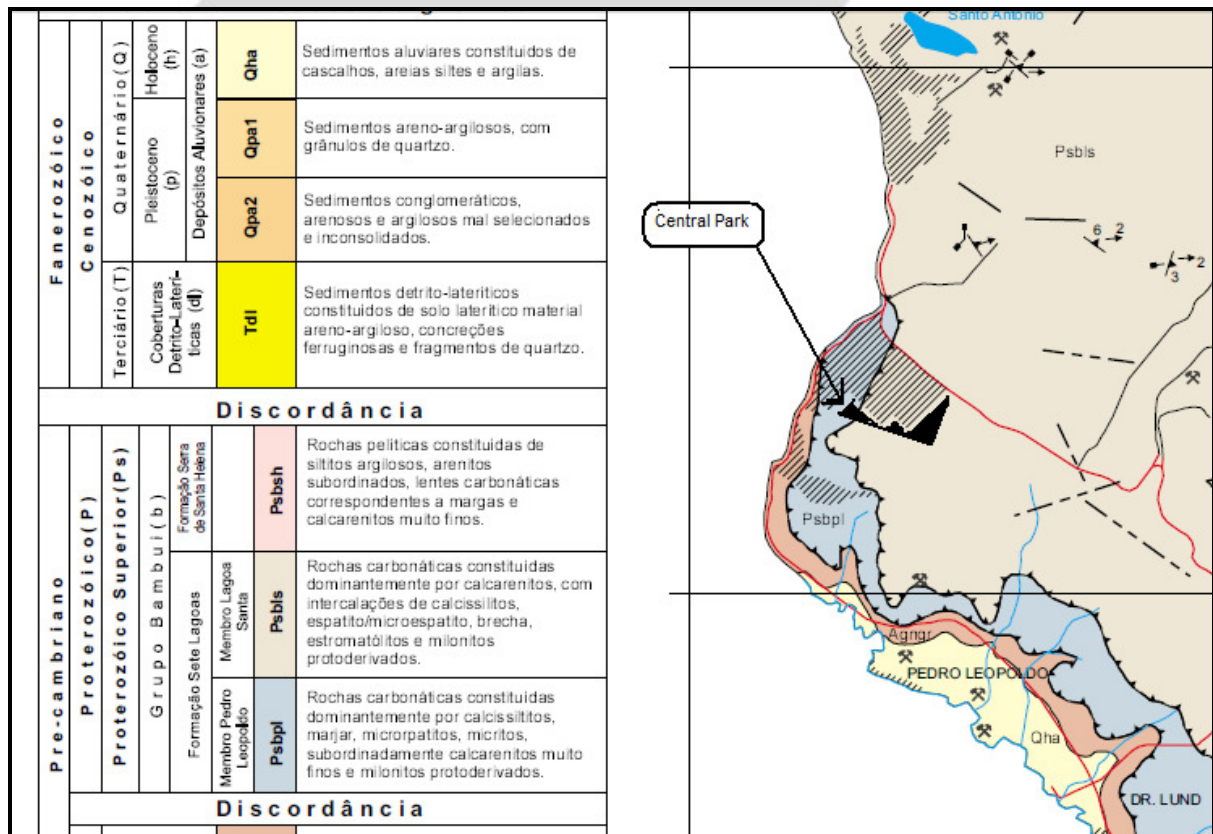 Fanerozóico
Cenozóico
Quaternário(Q)
Holoceno
(h)
Depósitos Aluvionares (a)
Qha
Sedimentos aluviares constituidos de
cascalhos, areias siltes e argilas.
Pleistoceno
(p)
Qpa1
Sedimentos areno-argilosos, com
grânulos de quartzo.
Qpa2
Sedimentos conglomeráticos,
arenosos e argilosos mal selecionados
e inconsolidados.
Terciário(T)
Coberturas
Detrito-Laterí-
ticas (dl)
Tdl
Sedimentos detrito-lateríticos
constituidos de solo laterítico material
areno-argiloso, concreções
ferruginosas e fragmentos de quartzo.
Discordância
Pre-cambriano
Proterozóico(P)
Proterozóico Superior(Ps)
Grupo Bambuí(b)
Formação Serra
de Santa Helena
Psbsh
Rochas pelíticas constituidas de
siltitos argilosos, arenitos
subordinados, lentes carbonáticas
correspondentes a margas e
calcarenitos muito finos.
Formação Sete Lagoas
Membro Lagoa
Santa
Psbls
Rochas carbonáticas constituidas
dominantemente por calcarenitos, com
intercalações de calcissilitos,
espatito/microespatito, brecha,
estromatólitos e milonitos
protoderivados.
Membro Pedro
Leopoldo
Psbpl
Rochas carbonáticas constituidas
dominantemente por calcissiltitos,
marjar, microrpatitos, micritos,
subordinadamente calcarenitos muito
finos e milonitos protoderivados.
Discordância
Santo Antônio
Psbls
Central Park
6 2
2
3
Psbpl
Agngr
PEDRO LEOPOLDO
Qha
DR. LUND